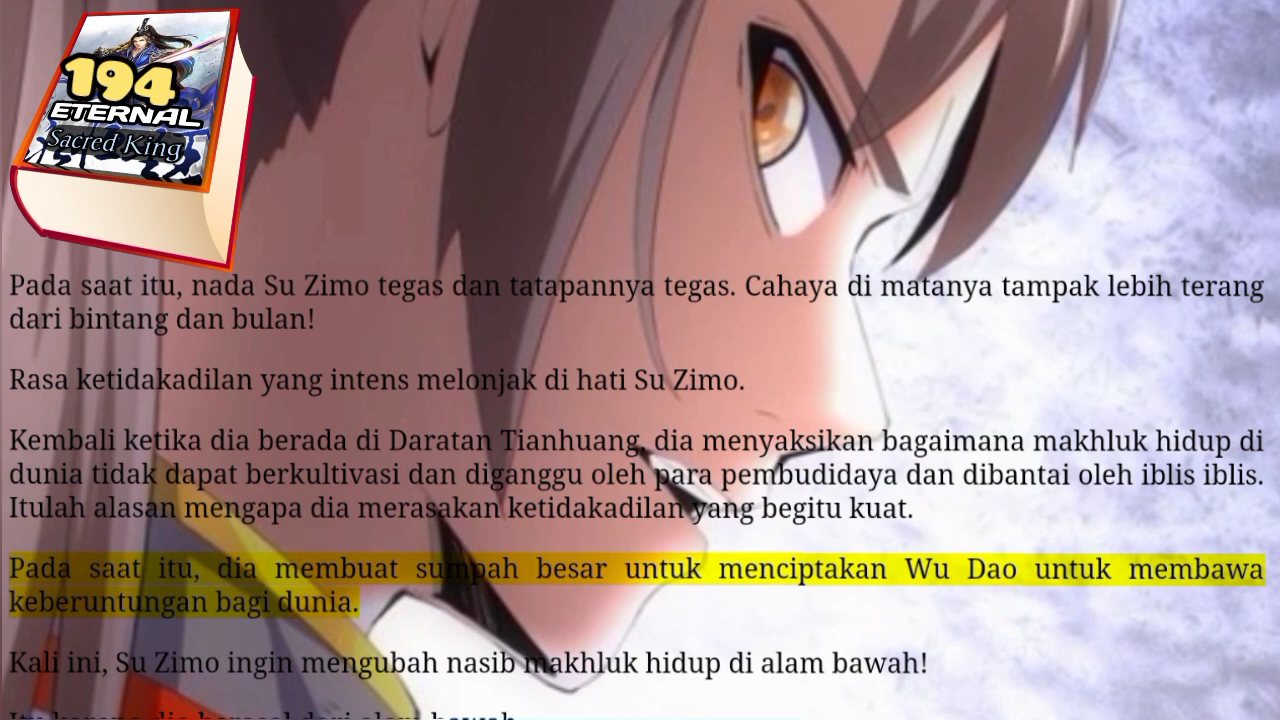 194
ETERNAL
Sacred King
Pada saat itu, nada Su Zimo tegas dan tatapannya tegas. Cahaya di matanya tampak lebih terang
dari bintang dan bulan!
Rasa ketidakadilan yang intens melonjak di hati Su Zimo.
Kembali ketika dia berada di Daratan Tianhuang, dia menyaksikan bagaimana makhluk hidup di
dunia tidak dapat berkultivasi dan diganggu oleh para pembudidaya dan dibantai oleh iblis iblis.
Itulah alasan mengapa dia merasakan ketidakadilan yang begitu kuat.
Pada saat itu, dia membuat sumpah besar untuk menciptakan Wu Dao untuk membawa
keberuntungan bagi dunia.
Kali ini, Su Zimo ingin mengubah nasib makhluk hidup di alam bawah!